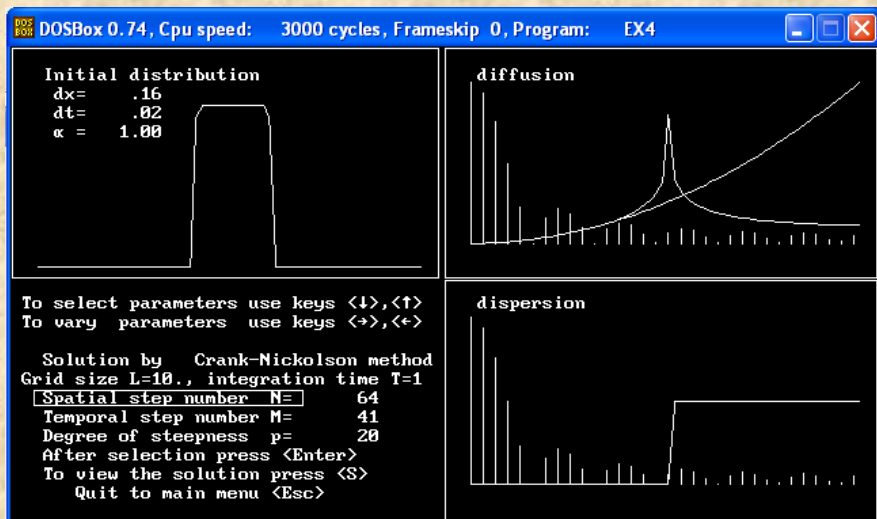 DOSBox 0.74, Cpu speed: 3000 cycles, Frameskip 0, Program: EX4
Initial distribution
dx= .16
dt= .02
α = 1.00
diffusion
To select parameters use keys <↓>,<↑>
To vary parameters use keys <→>,<←>
Solution by Crank-Nickolson method
Grid size L=10., integration time T=1
Spatial step number N= 64
Temporal step number M= 41
Degree of steepness p= 20
After selection press <Enter>
To view the solution press <S>
Quit to main menu <Esc>
dispersion